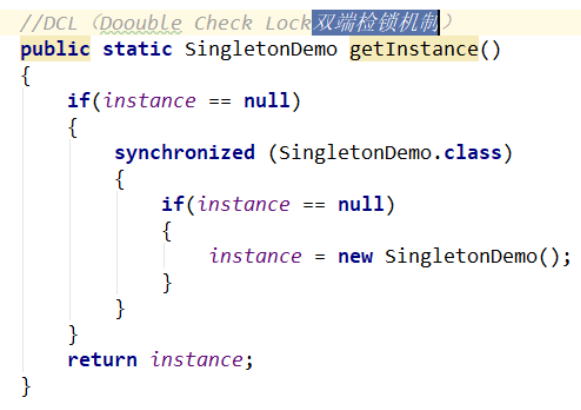 //DCL（Doouble Check Lock双端检锁机制）
public static SingletonDemo getInstance()
{
if(instance == null)
{
synchronized (SingletonDemo.class)
{
if(instance == null)
{
instance = new SingletonDemo();
}
}
}
return instance;
}